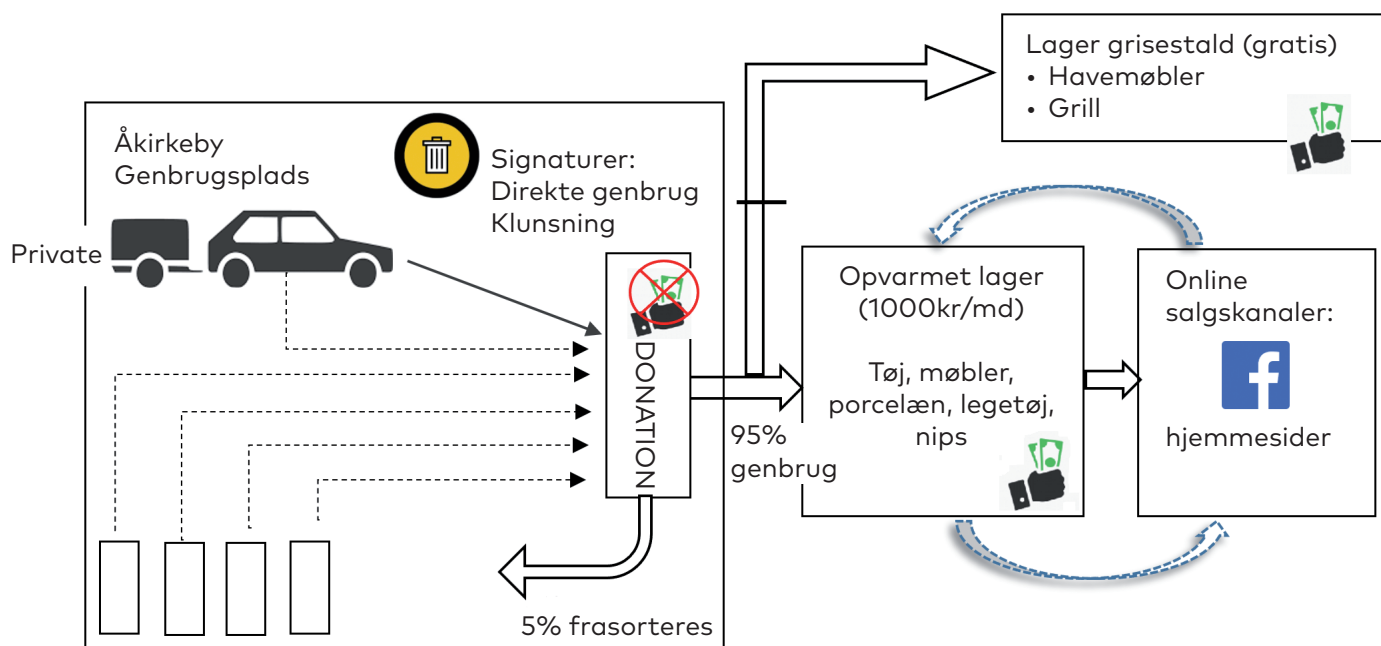 Lager grisestald (gratis)
• Havemøbler
• Grill
Åkirkeby
Genbrugsplads
Signaturer:
Direkte genbrug
Klunsning
Private
DONATION
95%
genbrug
5% frasorteres
Opvarmet lager
(1000kr/md)
Tøj, møbler,
porcelæn, legetøj,
nips
Online
salgskanaler:
f
hjemmesider